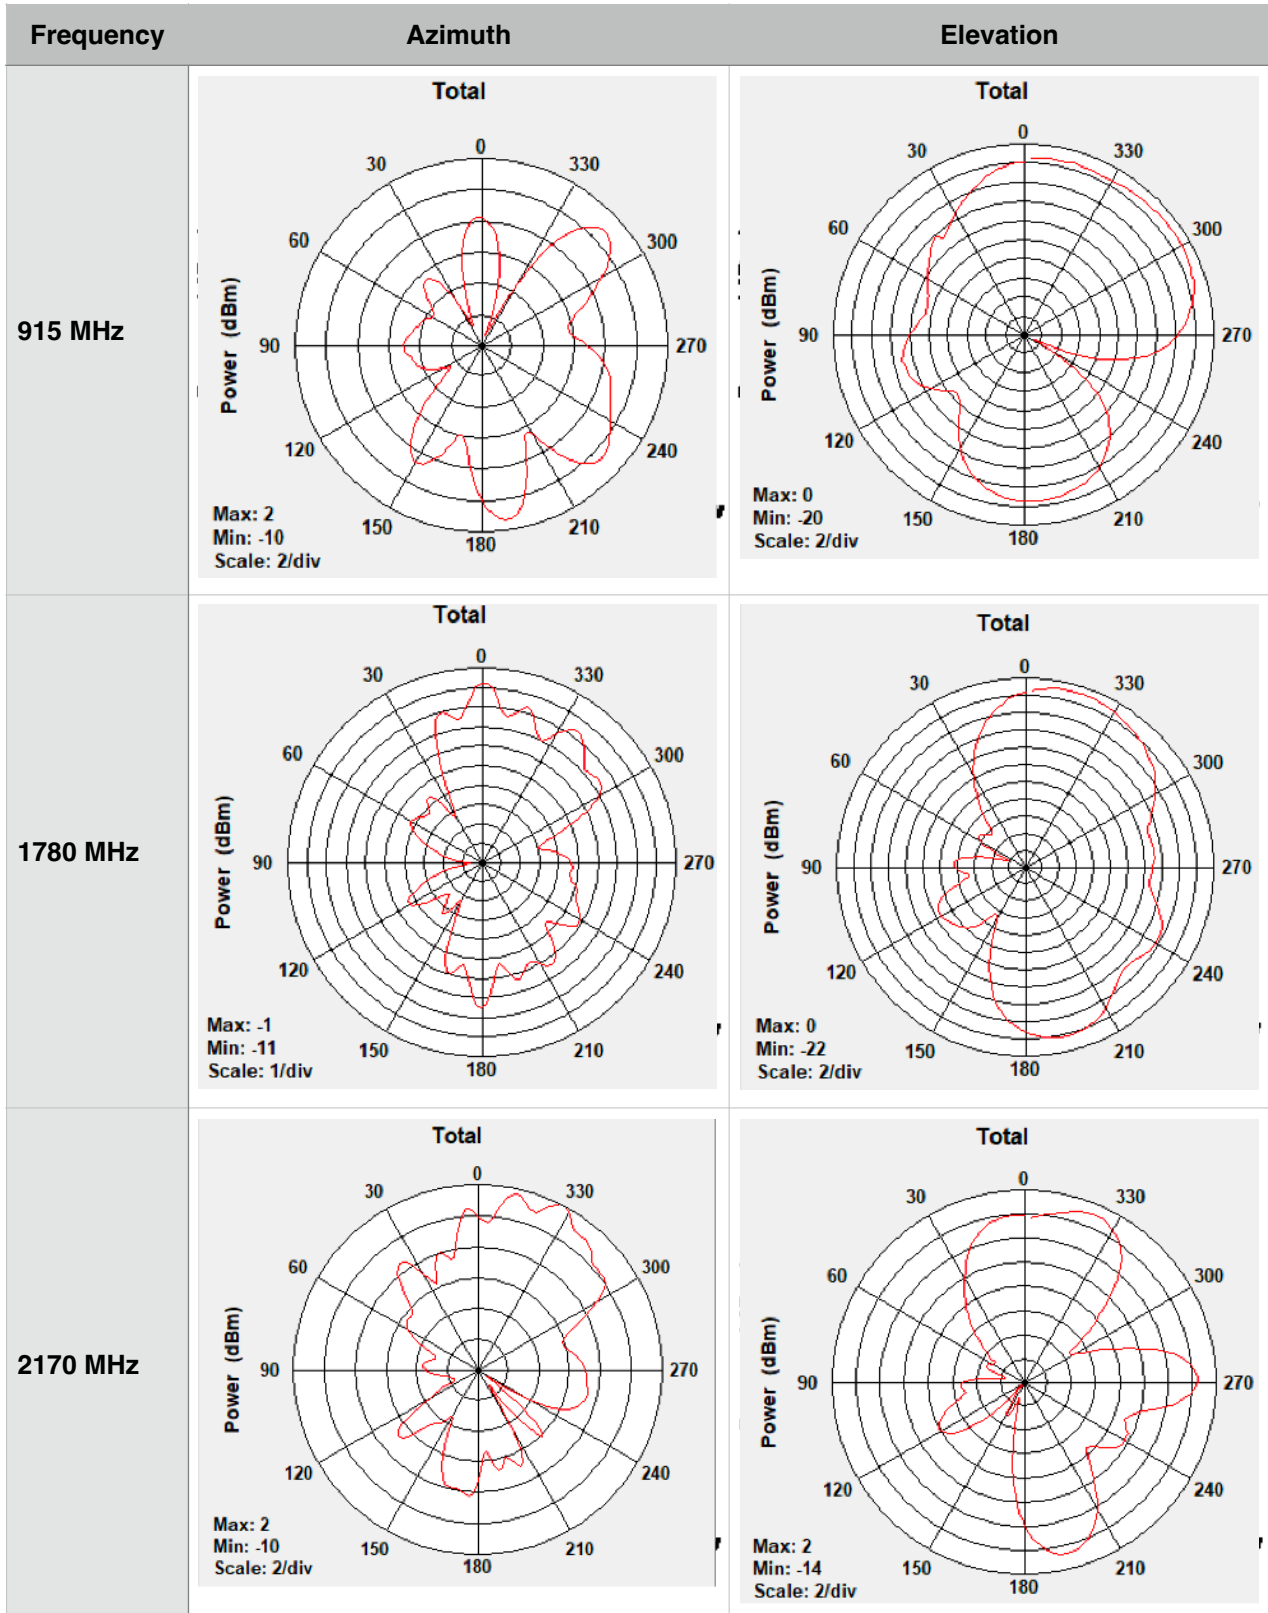 Frequency Azimuth Elevation
915 MHz
Total
0
30 330
60 300
90 270
120 240
150 210
180
Power (dBm)
Max: 2
Min: -10
Scale: 2/div
Total
0
30 330
60 300
90 270
120 240
150 210
180
Power (dBm)
Max: 0
Min: -20
Scale: 2/div
1780 MHz
Total
0
30 330
60 300
90 270
120 240
150 210
180
Power (dBm)
Max: -1
Min: -11
Scale: 1/div
Total
0
30 330
60 300
90 270
120 240
150 210
180
Power (dBm)
Max: 0
Min: -22
Scale: 2/div
2170 MHz
Total
0
30 330
60 300
90 270
120 240
150 210
180
Power (dBm)
Max: 2
Min: -10
Scale: 2/div
Total
0
30 330
60 300
90 270
120 240
150 210
180
Power (dBm)
Max: 2
Min: -14
Scale: 2/div